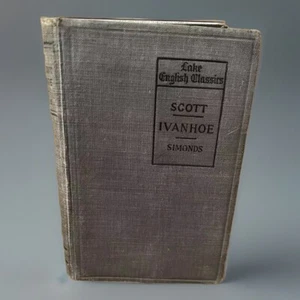 Lake
English Classics
SCOTT
IVANHOE
SIMONDS